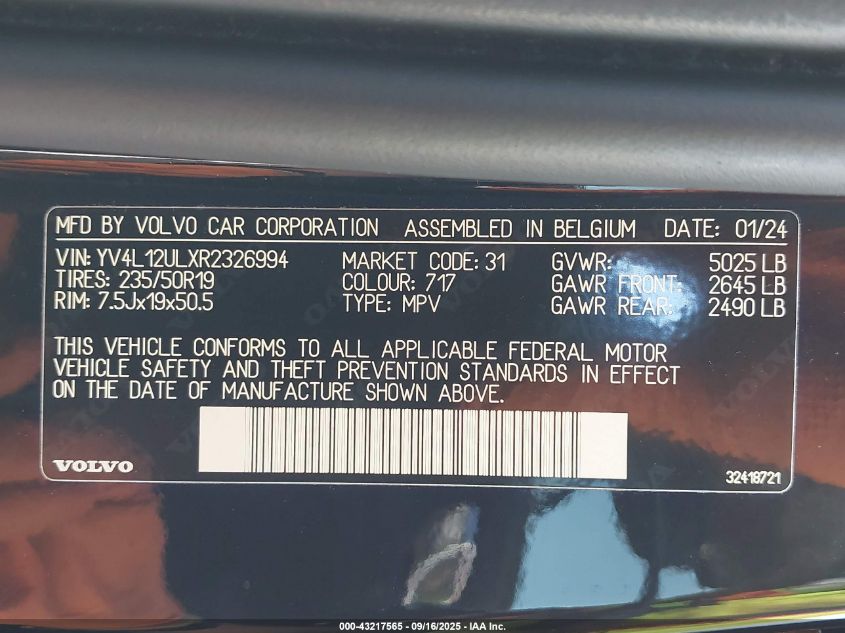 MFD BY VOLVO CAR CORPORATION ASSEMBLED IN BELGIUM DATE: 01/24
VIN: YV4L12ULXR2326994 MARKET CODE: 31 GVWR: 5025 LB
TIRES: 235/50R19 COLOUR: 717 GAWR FRONT: 2645 LB
RIM: 7.5Jx19x50.5 TYPE: MPV GAWR REAR: 2490 LB
THIS VEHICLE CONFORMS TO ALL APPLICABLE FEDERAL MOTOR
VEHICLE SAFETY AND THEFT PREVENTION STANDARDS IN EFFECT
ON THE DATE OF MANUFACTURE SHOWN ABOVE.
VOLVO 32418721
000-43217565 - 09/16/2025 - IAA Inc.